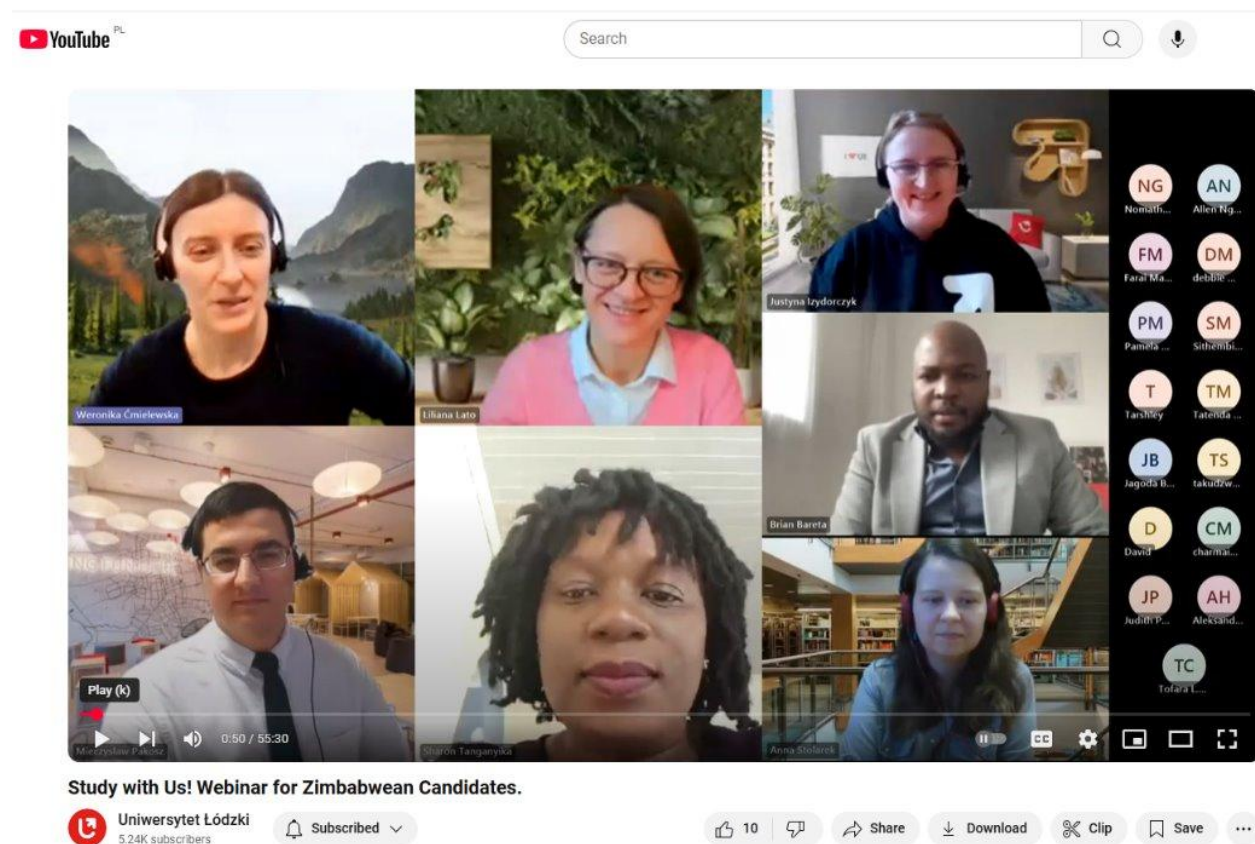 YouTube PL
Search
I ♥ UŁ
Weronika Ćmielewska
Liliana Lato
Justyna Izydorczyk
Brian Bareta
NG AN
Nomath... Allen Ng...
FM DM
Farai Ma... debbie ...
PM SM
Pamela ... Sithembi...
T TM
Tarshley Tatenda ...
JB TS
Jagoda B... takudzw...
D CM
David charmai...
JP AH
Judith P... Aleksand...
TC
Tofara L...
Play (k)
0:50 / 55:30
CC
Mieczysław Pakosz
Sharon Tanganyika
Anna Stolarek
Study with Us! Webinar for Zimbabwean Candidates.
Uniwersytet Łódzki
5.24K subscribers
Subscribed
10
Share
Download
Clip
Save
...